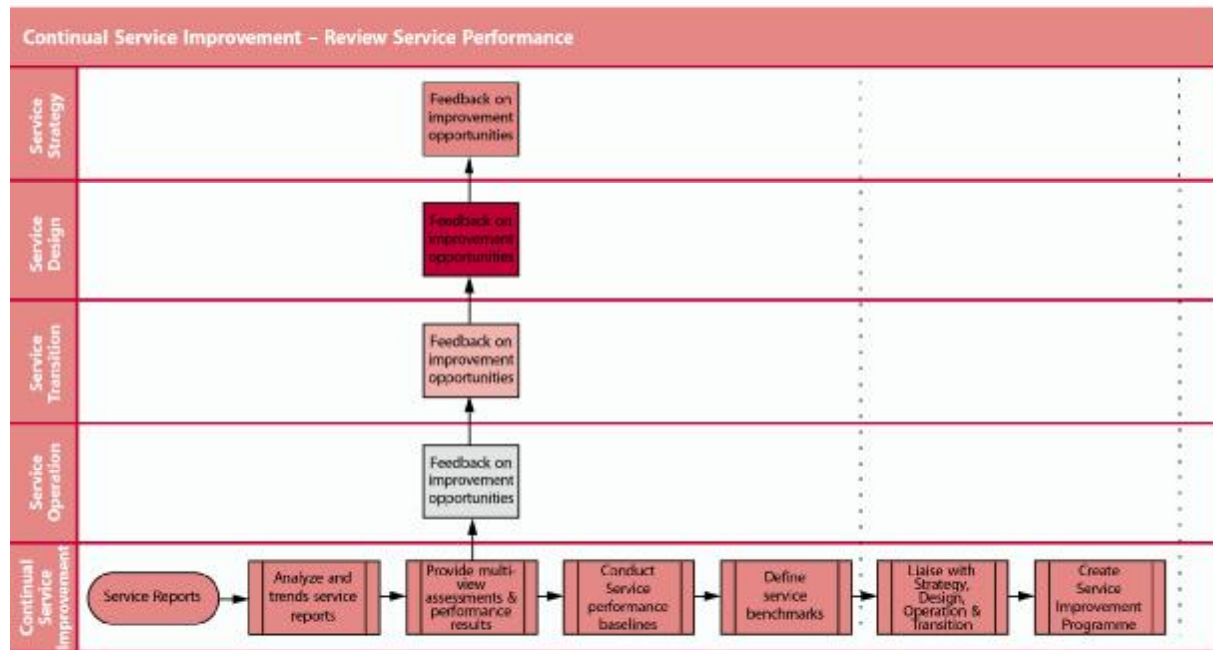 Continual Service Improvement – Review Service Performance
Service
Strategy
Feedback on
improvement
opportunities
Service
Design
Feedback on
improvement
opportunities
Service
Transition
Feedback on
improvement
opportunities
Service
Operation
Feedback on
improvement
opportunities
Continual
Service
Improvement
Service Reports
Analyze and
trends service
reports
Provide multi-
view
assessments &
performance
results
Conduct
Service
performance
baselines
Define
service
benchmarks
Liaise with
Strategy,
Design,
Operation &
Transition
Create
Service
Improvement
Programme